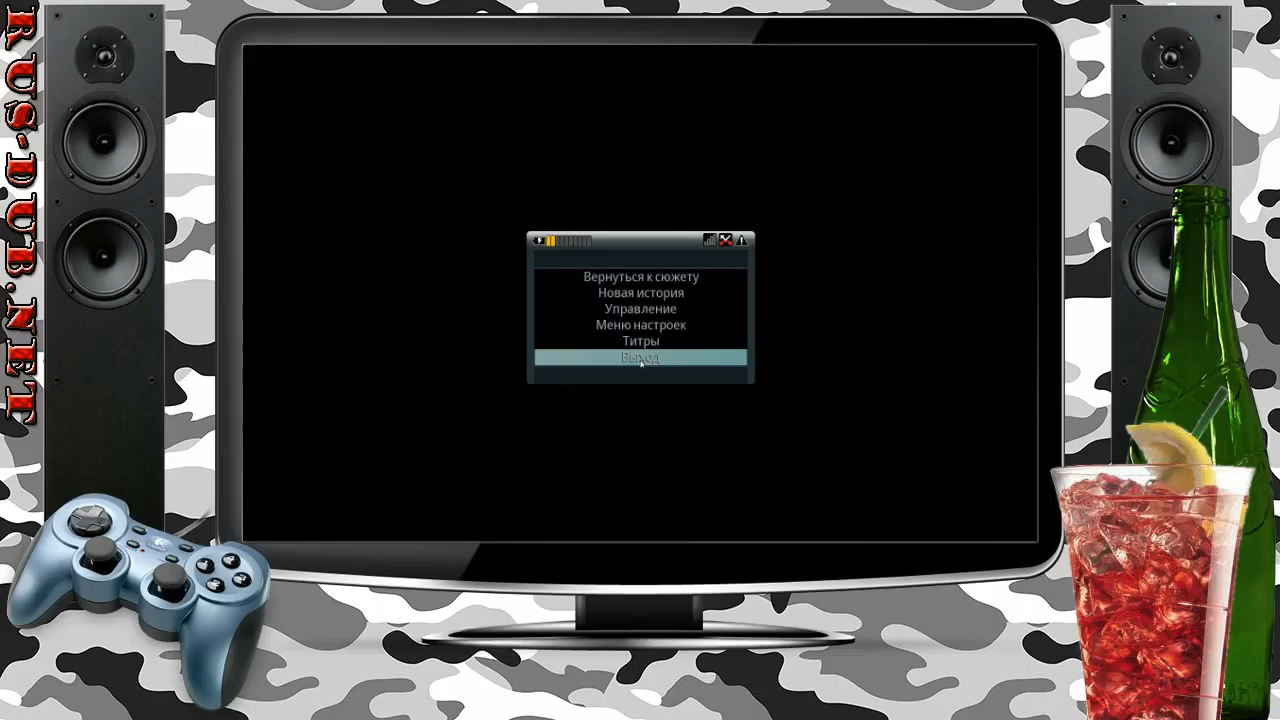 RUS-DUB.NET
Вернуться к сюжету
Новая история
Управление
Меню настроек
Титры
Выход